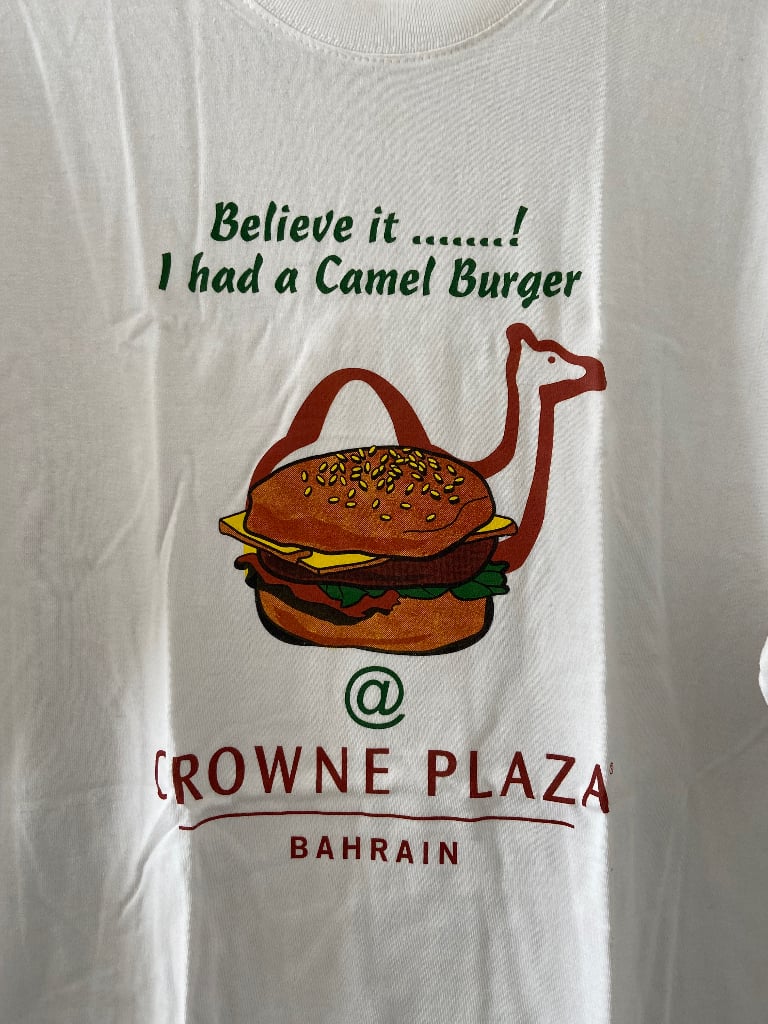 Believe it .......!
I had a Camel Burger
@
CROWNE PLAZA®
BAHRAIN